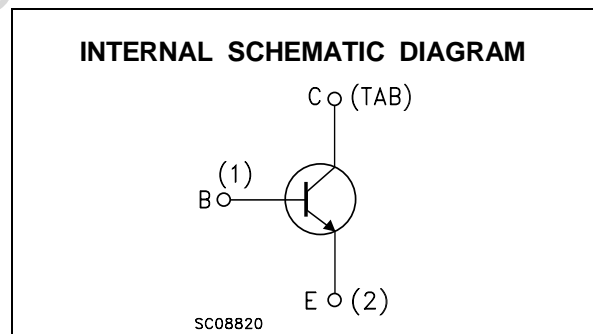 INTERNAL SCHEMATIC DIAGRAM
C (TAB)
(1)
B
E (2)
SC08820